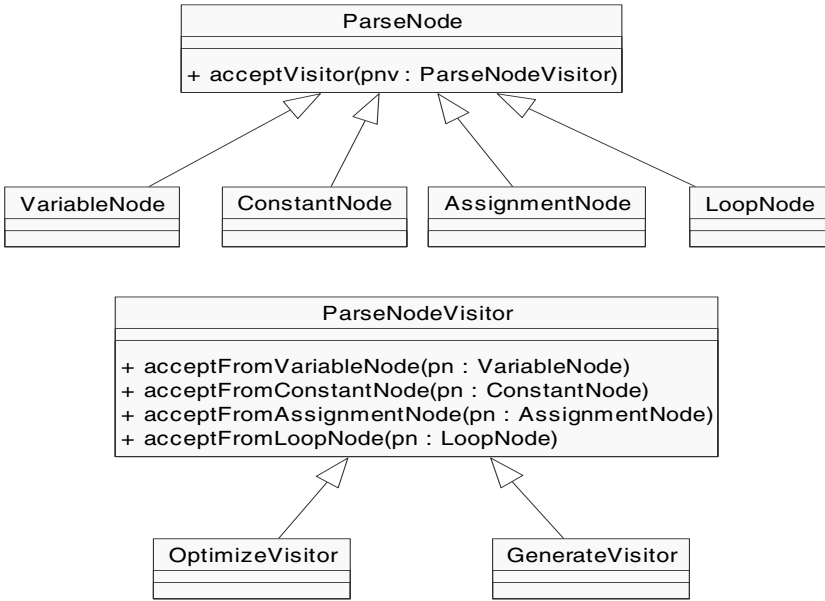 ParseNode
+ acceptVisitor(pnv : ParseNodeVisitor)
VariableNode
ConstantNode
AssignmentNode
LoopNode
ParseNodeVisitor
+ acceptFromVariableNode(pn : VariableNode)
+ acceptFromConstantNode(pn : ConstantNode)
+ acceptFromAssignmentNode(pn : AssignmentNode)
+ acceptFromLoopNode(pn : LoopNode)
OptimizeVisitor
GenerateVisitor